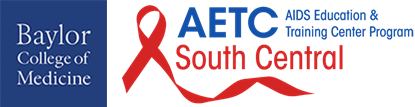 Baylor
College of
Medicine
AETC
AIDS Education &
Training Center Program
South Central